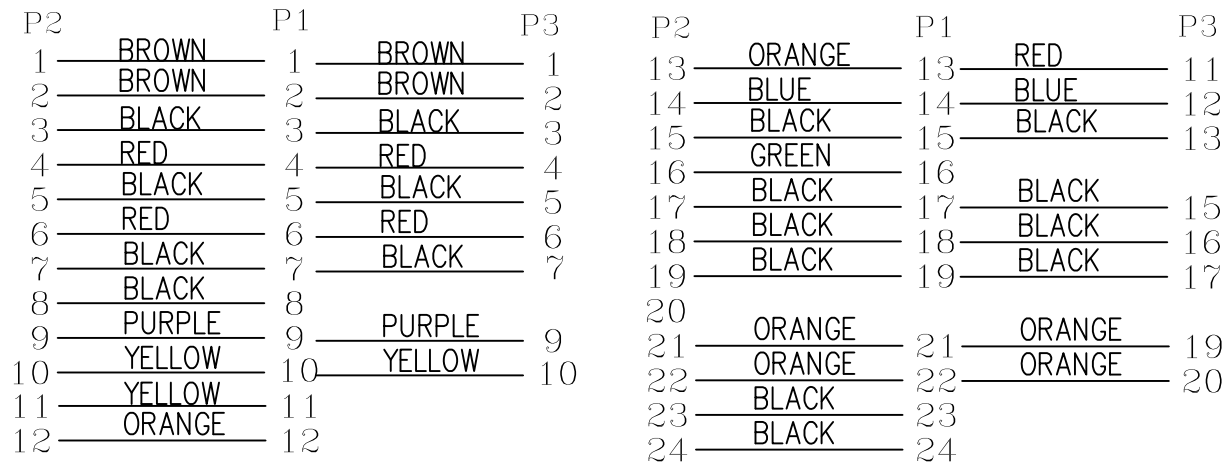 P2 P1 P3 P2 P1 P3
1 BROWN 1 BROWN 1 13 ORANGE 13 RED 11
2 BROWN 2 BROWN 2 14 BLUE 14 BLUE 12
3 BLACK 3 BLACK 3 15 BLACK 15 BLACK 13
4 RED 4 RED 4 16 GREEN 16
5 BLACK 5 BLACK 5 17 BLACK 17 BLACK 15
6 RED 6 RED 6 18 BLACK 18 BLACK 16
7 BLACK 7 BLACK 7 19 BLACK 19 BLACK 17
8 BLACK 8 20
9 PURPLE 9 PURPLE 9 21 ORANGE 21 ORANGE 19
10 YELLOW 10 YELLOW 10 22 ORANGE 22 ORANGE 20
11 YELLOW 11 23 BLACK 23
12 ORANGE 12 24 BLACK 24